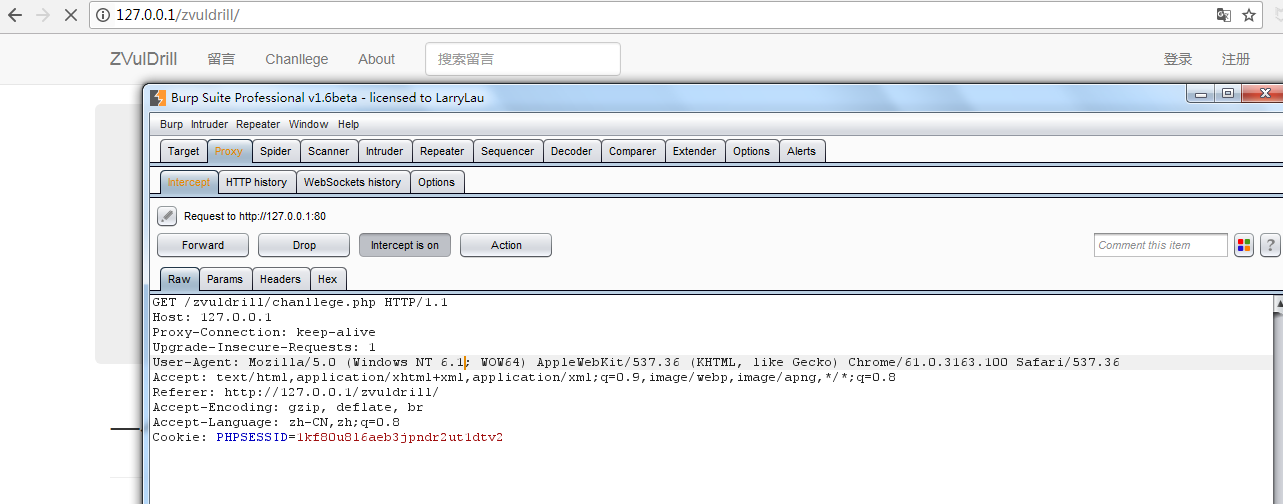 127.0.0.1/zvuldrill/
ZVulDrill 留言 Chanllege About 搜索留言 登录 注册
Burp Suite Professional v1.6beta - licensed to LarryLau
Burp Intruder Repeater Window Help
Target Proxy Spider Scanner Intruder Repeater Sequencer Decoder Comparer Extender Options Alerts
Intercept HTTP history WebSockets history Options
Request to http://127.0.0.1:80
Forward Drop Intercept is on Action Comment this item ?
Raw Params Headers Hex
GET /zvuldrill/chanllege.php HTTP/1.1
Host: 127.0.0.1
Proxy-Connection: keep-alive
Upgrade-Insecure-Requests: 1
User-Agent: Mozilla/5.0 (Windows NT 6.1; WOW64) AppleWebKit/537.36 (KHTML, like Gecko) Chrome/61.0.3163.100 Safari/537.36
Accept: text/html,application/xhtml+xml,application/xml;q=0.9,image/webp,image/apng,*/*;q=0.8
Referer: http://127.0.0.1/zvuldrill/
Accept-Encoding: gzip, deflate, br
Accept-Language: zh-CN,zh;q=0.8
Cookie: PHPSESSID=1kf80u816aeb3jpndr2ut1dtv2